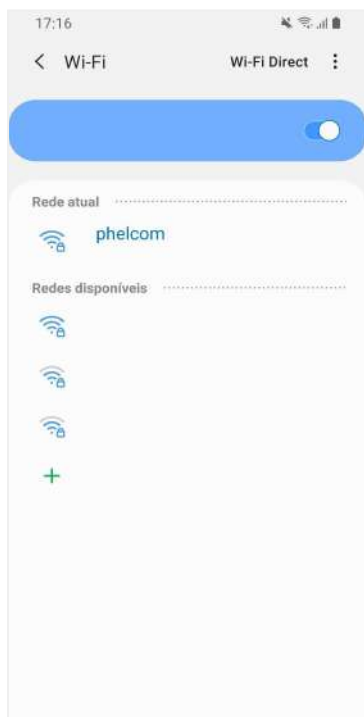 17:16
Wi-Fi Wi-Fi Direct
Rede atual
phelcom
Redes disponíveis